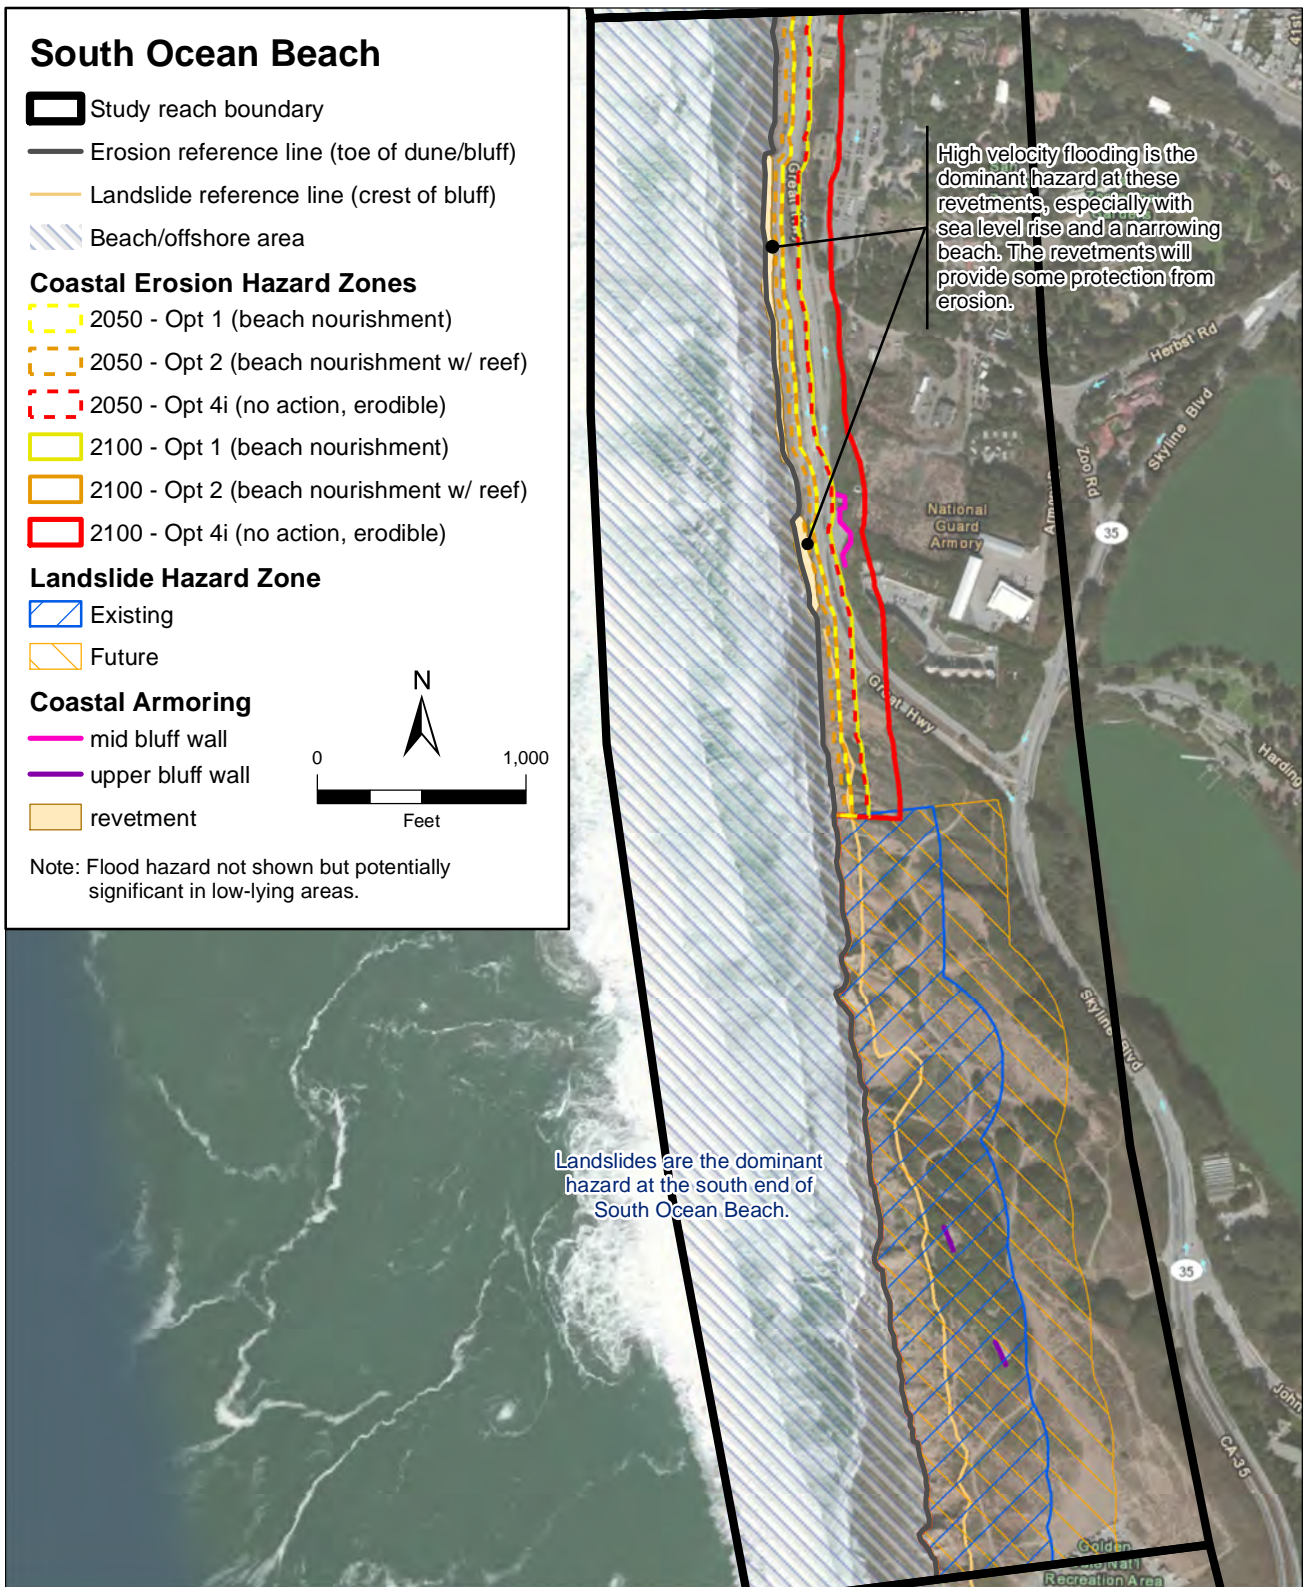 South Ocean Beach
Study reach boundary
Erosion reference line (toe of dune/bluff)
Landslide reference line (crest of bluff)
Beach/offshore area
Coastal Erosion Hazard Zones
2050 - Opt 1 (beach nourishment)
2050 - Opt 2 (beach nourishment w/ reef)
2050 - Opt 4i (no action, erodible)
2100 - Opt 1 (beach nourishment)
2100 - Opt 2 (beach nourishment w/ reef)
2100 - Opt 4i (no action, erodible)
Landslide Hazard Zone
Existing
Future
Coastal Armoring
mid bluff wall
upper bluff wall
revetment
N
0 1,000
Feet
Note: Flood hazard not shown but potentially
significant in low-lying areas.
41st
High velocity flooding is the
dominant hazard at these
revetments, especially with
sea level rise and a narrowing
beach. The revetments will
provide some protection from
erosion.
Great
Herbst Rd
Skyline Blvd
Zoo Rd
35
National
Guard
Armory
Great Hwy
Harding
Skyline Blvd
Landslides are the dominant
hazard at the south end of
South Ocean Beach.
35
John
CA-35
Golden
Nat'l
Recreation Area